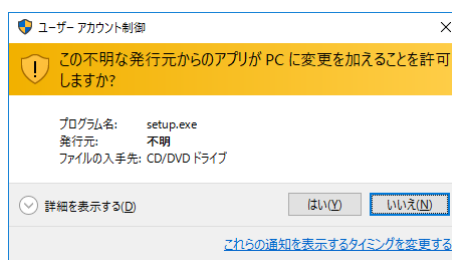 ユーザー アカウント制御
この不明な発行元からのアプリが PC に変更を加えることを許可
しますか?
プログラム名: setup.exe
発行元: 不明
ファイルの入手先: CD/DVD ドライブ
詳細を表示する(D)
はい(Y)
いいえ(N)
これらの通知を表示するタイミングを変更する